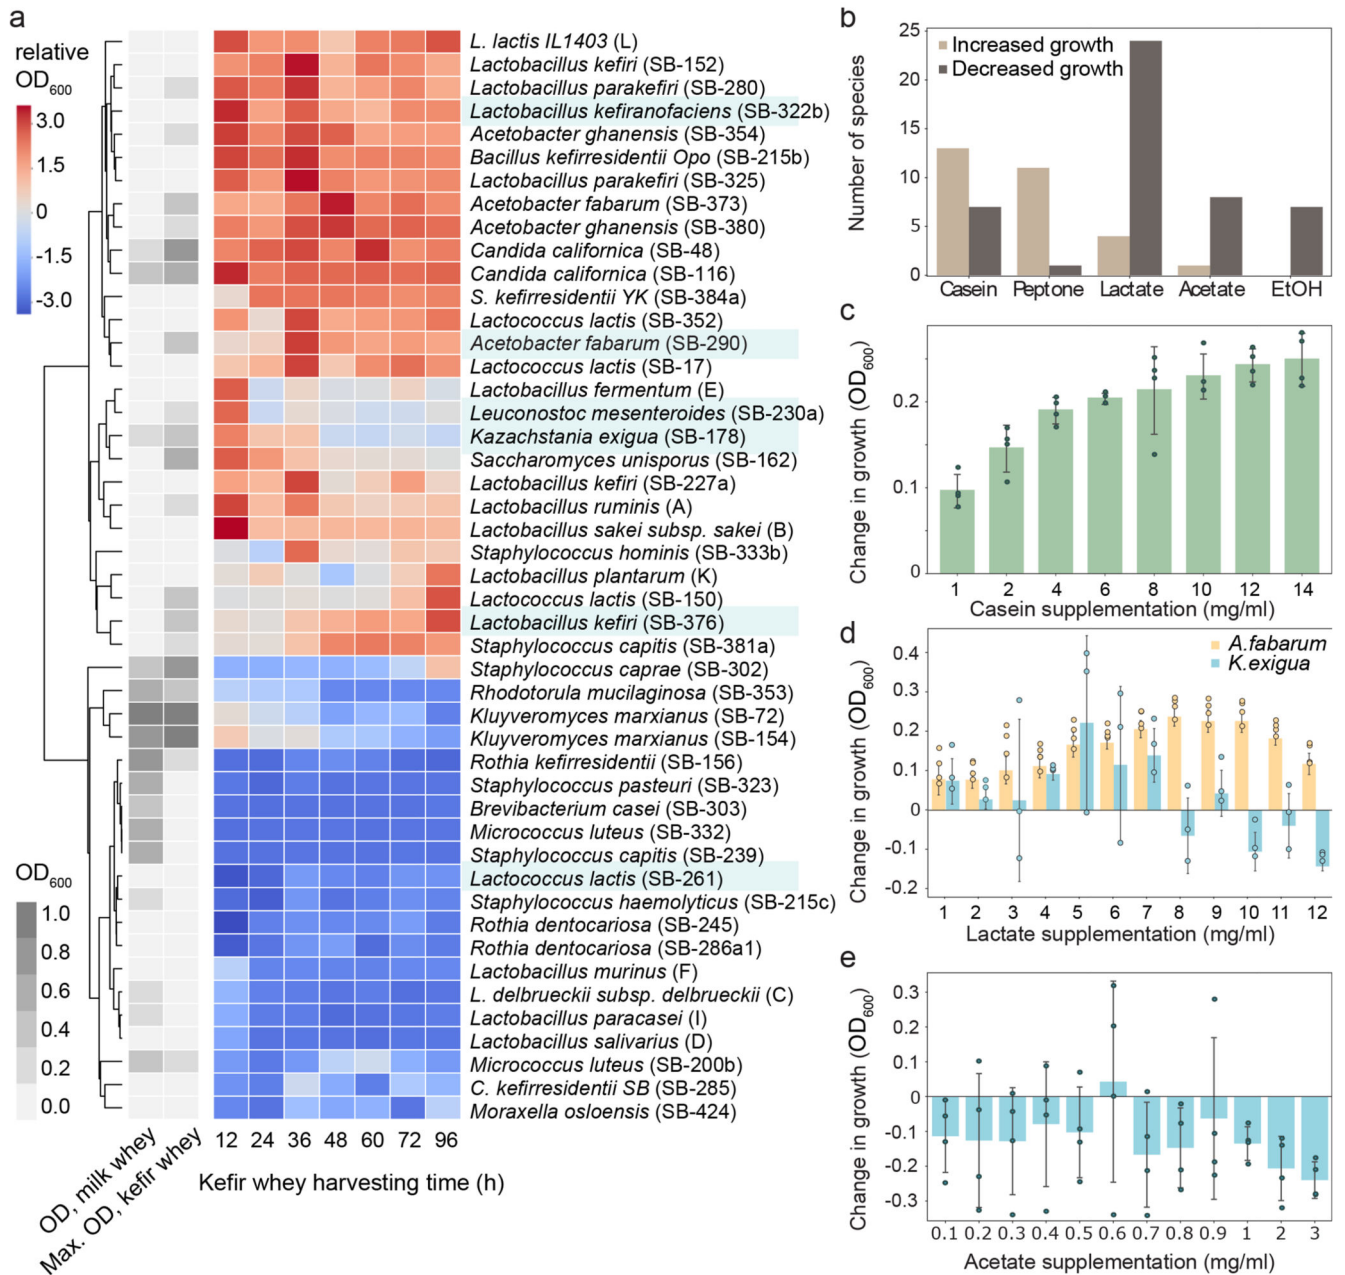 a
relative
OD600
3.0
1.5
0
-1.5
-3.0
OD600
1.0
0.8
0.6
0.4
0.2
0.0
L. lactis IL1403 (L)
Lactobacillus kefiri (SB-152)
Lactobacillus parakefiri (SB-280)
Lactobacillus kefiranofaciens (SB-322b)
Acetobacter ghanensis (SB-354)
Bacillus kefirresidentii Opo (SB-215b)
Lactobacillus parakefiri (SB-325)
Acetobacter fabarum (SB-373)
Acetobacter ghanensis (SB-380)
Candida californica (SB-48)
Candida californica (SB-116)
S. kefirresidentii YK (SB-384a)
Lactococcus lactis (SB-352)
Acetobacter fabarum (SB-290)
Lactococcus lactis (SB-17)
Lactobacillus fermentum (E)
Leuconostoc mesenteroides (SB-230a)
Kazachstania exigua (SB-178)
Saccharomyces unisporus (SB-162)
Lactobacillus kefiri (SB-227a)
Lactobacillus ruminis (A)
Lactobacillus sakei subsp. sakei (B)
Staphylococcus hominis (SB-333b)
Lactobacillus plantarum (K)
Lactococcus lactis (SB-150)
Lactobacillus kefiri (SB-376)
Staphylococcus capitis (SB-381a)
Staphylococcus caprae (SB-302)
Rhodotorula mucilaginosa (SB-353)
Kluyveromyces marxianus (SB-72)
Kluyveromyces marxianus (SB-154)
Rothia kefirresidentii (SB-156)
Staphylococcus pasteuri (SB-323)
Brevibacterium casei (SB-303)
Micrococcus luteus (SB-332)
Staphylococcus capitis (SB-239)
Lactococcus lactis (SB-261)
Staphylococcus haemolyticus (SB-215c)
Rothia dentocariosa (SB-245)
Rothia dentocariosa (SB-286a1)
Lactobacillus murinus (F)
L. delbrueckii subsp. delbrueckii (C)
Lactobacillus paracasei (I)
Lactobacillus salivarius (D)
Micrococcus luteus (SB-200b)
C. kefirresidentii SB (SB-285)
Moraxella osloensis (SB-424)
12 24 36 48 60 72 96
Kefir whey harvesting time (h)
OD, milk whey
Max. OD, kefir whey
b
Number of species
25
20
15
10
5
0
Increased growth
Decreased growth
Casein Peptone Lactate Acetate EtOH
c
Change in growth (OD600)
0.2
0.1
0
1 2 4 6 8 10 12 14
Casein supplementation (mg/ml)
d
Change in growth (OD600)
0.4
0.3
0.2
0.1
0
-0.1
-0.2
A.fabarum
K.exigua
1 2 3 4 5 6 7 8 9 10 11 12
Lactate supplementation (mg/ml)
e
Change in growth (OD600)
0.3
0.2
0.1
0
-0.1
-0.2
-0.3
0.1 0.2 0.3 0.4 0.5 0.6 0.7 0.8 0.9 1 2 3
Acetate supplementation (mg/ml)